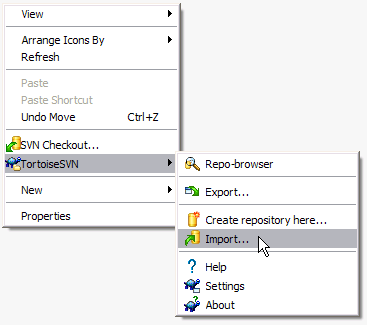 View
Arrange Icons By
Refresh
Paste
Paste Shortcut
Undo Move Ctrl+Z
SVN Checkout...
TortoiseSVN
New
Properties
Repo-browser
Export...
Create repository here...
Import...
Help
Settings
About